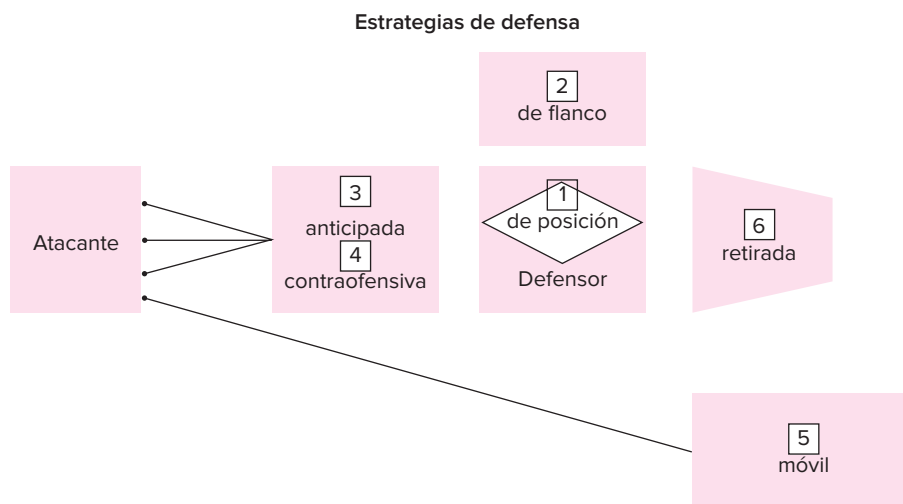 Estrategias de defensa
2
de flanco
Atacante
3
anticipada
4
contraofensiva
1
de posición
Defensor
6
retirada
5
móvil